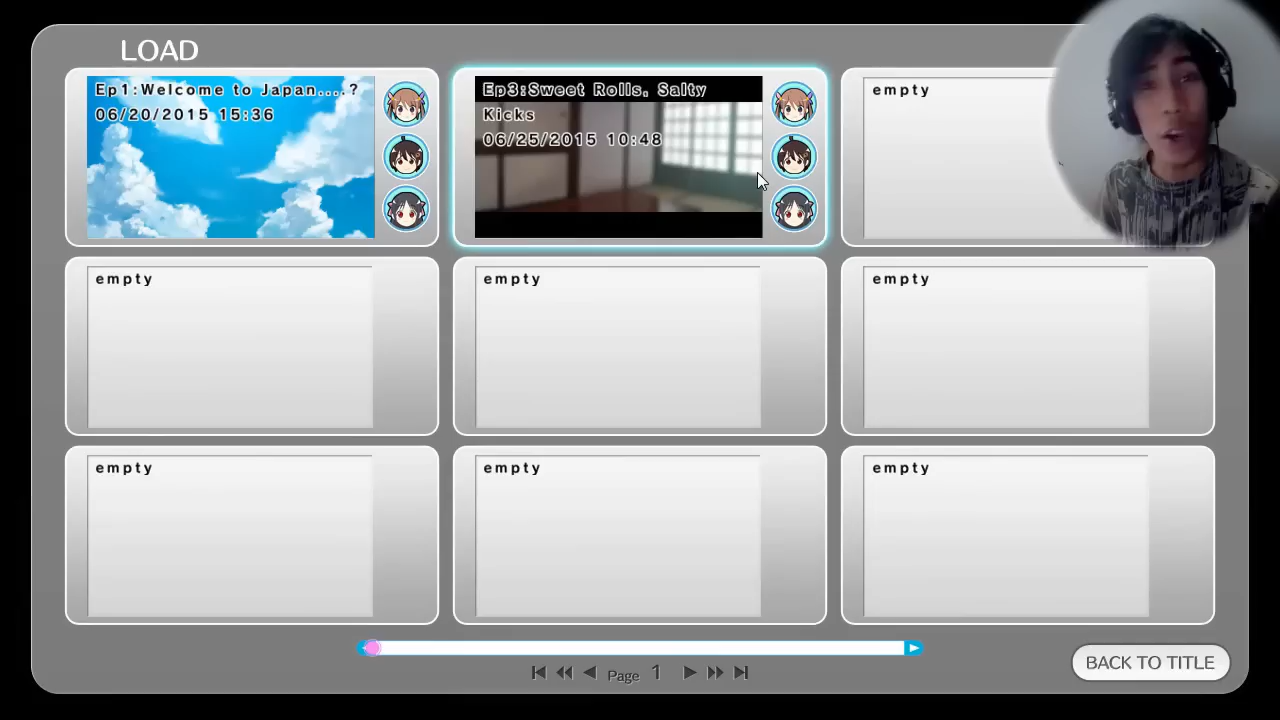 LOAD
Ep1:Welcome to Japan....?
06/20/2015 15:36
Ep3:Sweet Rolls, Salty
Kicks
06/25/2015 10:48
empty
empty
empty
empty
empty
empty
empty
Page 1
BACK TO TITLE